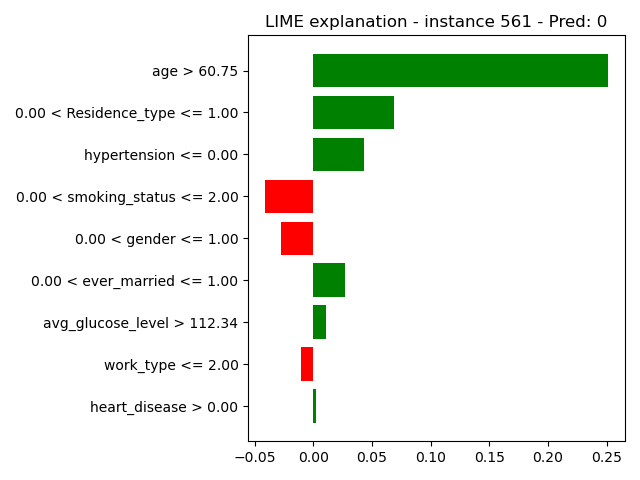 LIME explanation - instance 561 - Pred: 0
age > 60.75
0.00 < Residence_type <= 1.00
hypertension <= 0.00
0.00 < smoking_status <= 2.00
0.00 < gender <= 1.00
0.00 < ever_married <= 1.00
avg_glucose_level > 112.34
work_type <= 2.00
heart_disease > 0.00
−0.05 0.00 0.05 0.10 0.15 0.20 0.25